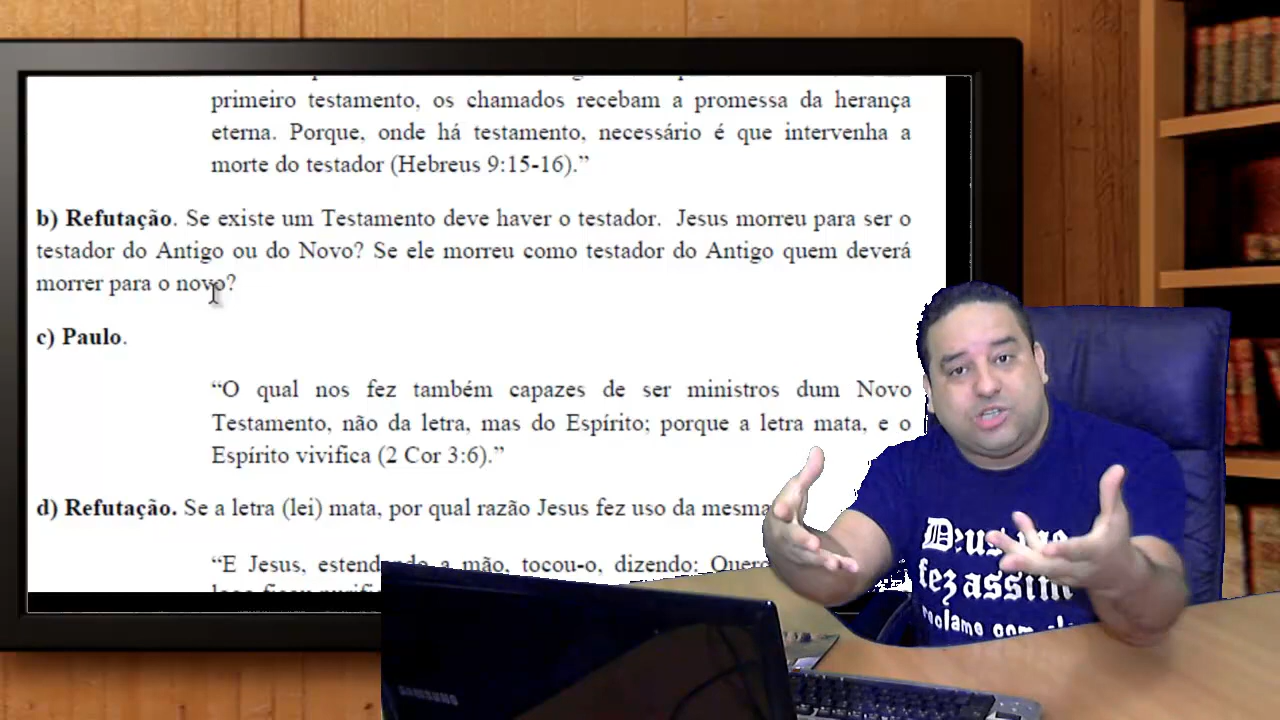 primeiro testamento, os chamados recebam a promessa da herança
eterna. Porque, onde há testamento, necessário é que intervenha a
morte do testador (Hebreus 9:15-16).”
b) Refutação. Se existe um Testamento deve haver o testador. Jesus morreu para ser o
testador do Antigo ou do Novo? Se ele morreu como testador do Antigo quem deverá
morrer para o novo?
c) Paulo.
“O qual nos fez também capazes de ser ministros dum Novo
Testamento, não da letra, mas do Espírito; porque a letra mata, e o
Espírito vivifica (2 Cor 3:6).”
d) Refutação. Se a letra (lei) mata, por qual razão Jesus fez uso da mesma
“E Jesus, estendendo a mão, tocou-o, dizendo:
Deus me
fez assim
SAMSUNG